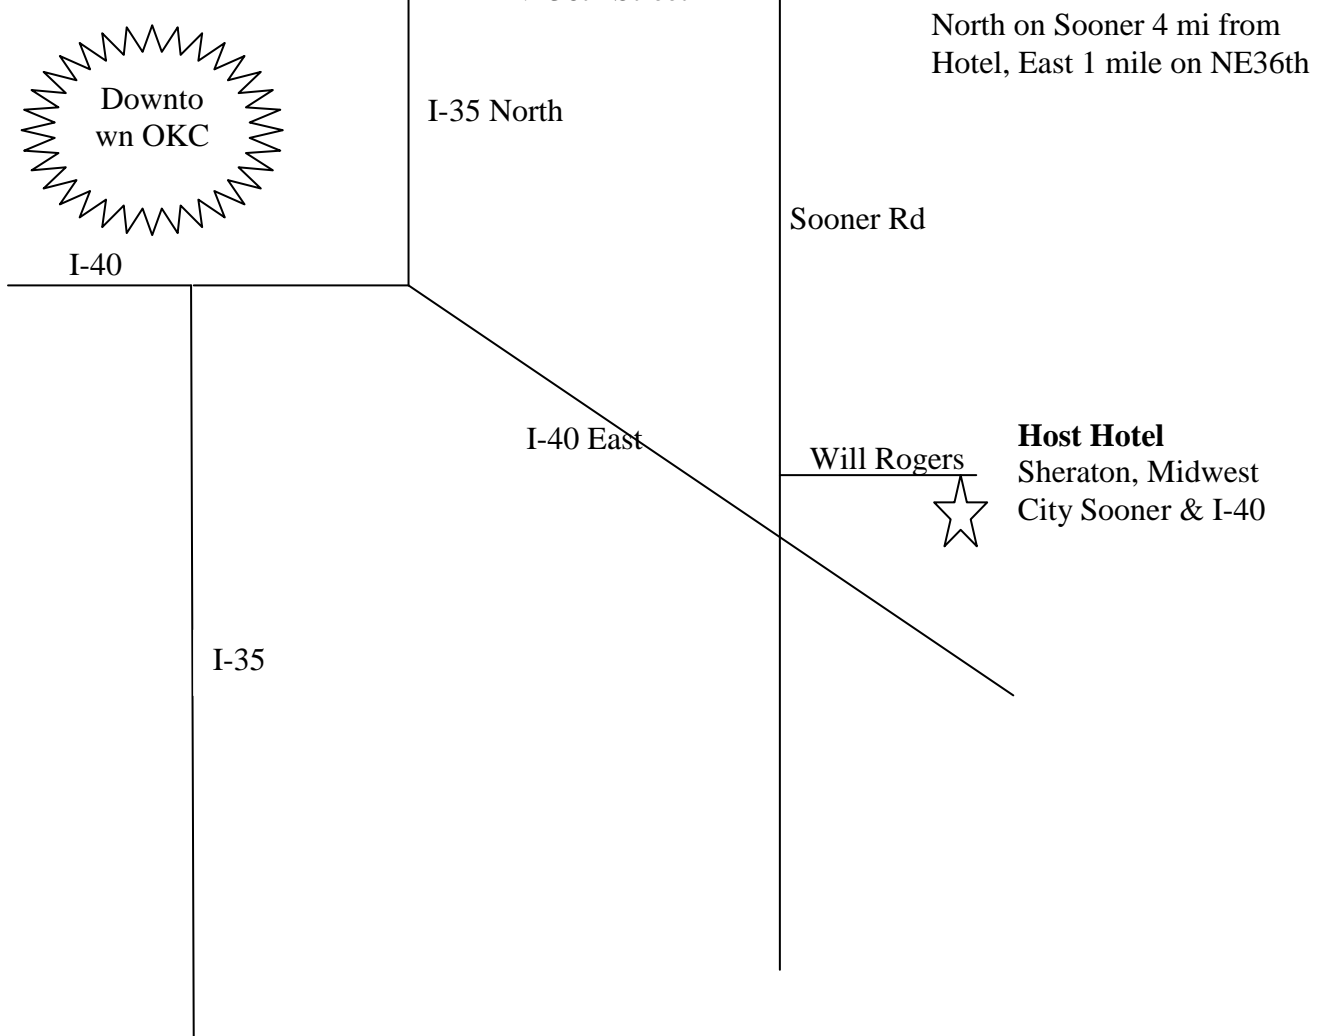 North on Sooner 4 mi from
Hotel, East 1 mile on NE36th
Downto
wn OKC
I-35 North
Sooner Rd
I-40
I-40 East
Will Rogers
Host Hotel
Sheraton, Midwest
City Sooner & I-40
I-35